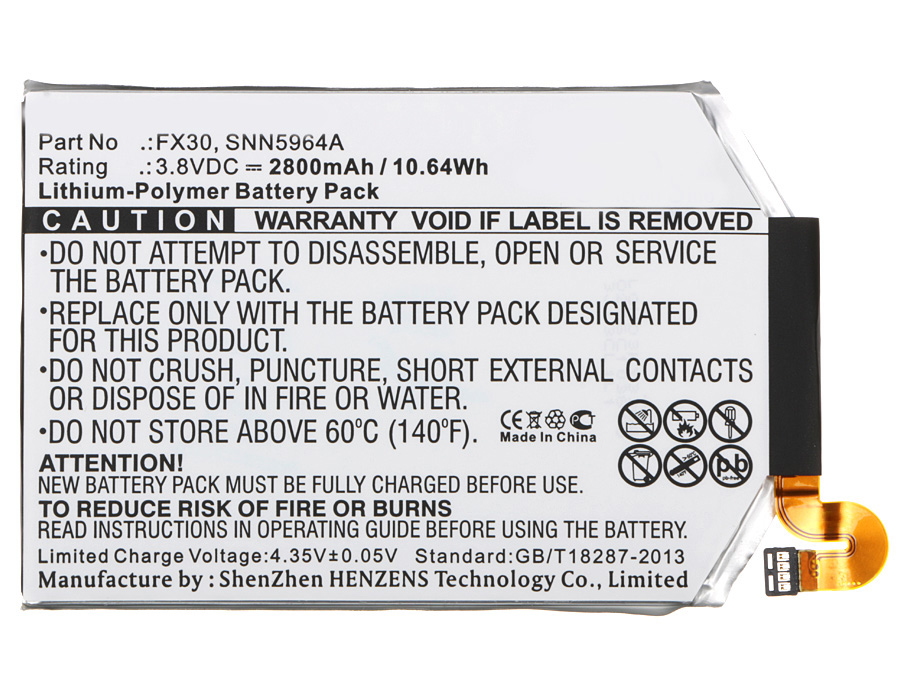 Part No .:FX30, SNN5964A
Rating .:3.8VDC ⎓ 2800mAh / 10.64Wh
Lithium-Polymer Battery Pack
CAUTION WARRANTY VOID IF LABEL IS REMOVED
•DO NOT ATTEMPT TO DISASSEMBLE, OPEN OR SERVICE
THE BATTERY PACK.
•REPLACE ONLY WITH THE BATTERY PACK DESIGNATED
FOR THIS PRODUCT.
•DO NOT CRUSH, PUNCTURE, SHORT EXTERNAL CONTACTS
OR DISPOSE OF IN FIRE OR WATER.
•DO NOT STORE ABOVE 60°C (140°F).
CE
Made In China
pb
ATTENTION!
NEW BATTERY PACK MUST BE FULLY CHARGED BEFORE USE.
TO REDUCE RISK OF FIRE OR BURNS
READ INSTRUCTIONS IN OPERATING GUIDE BEFORE USING THE BATTERY.
Limited Charge Voltage:4.35V±0.05V Standard:GB/T18287-2013
Manufacture by : ShenZhen HENZENS Technology Co., Limited